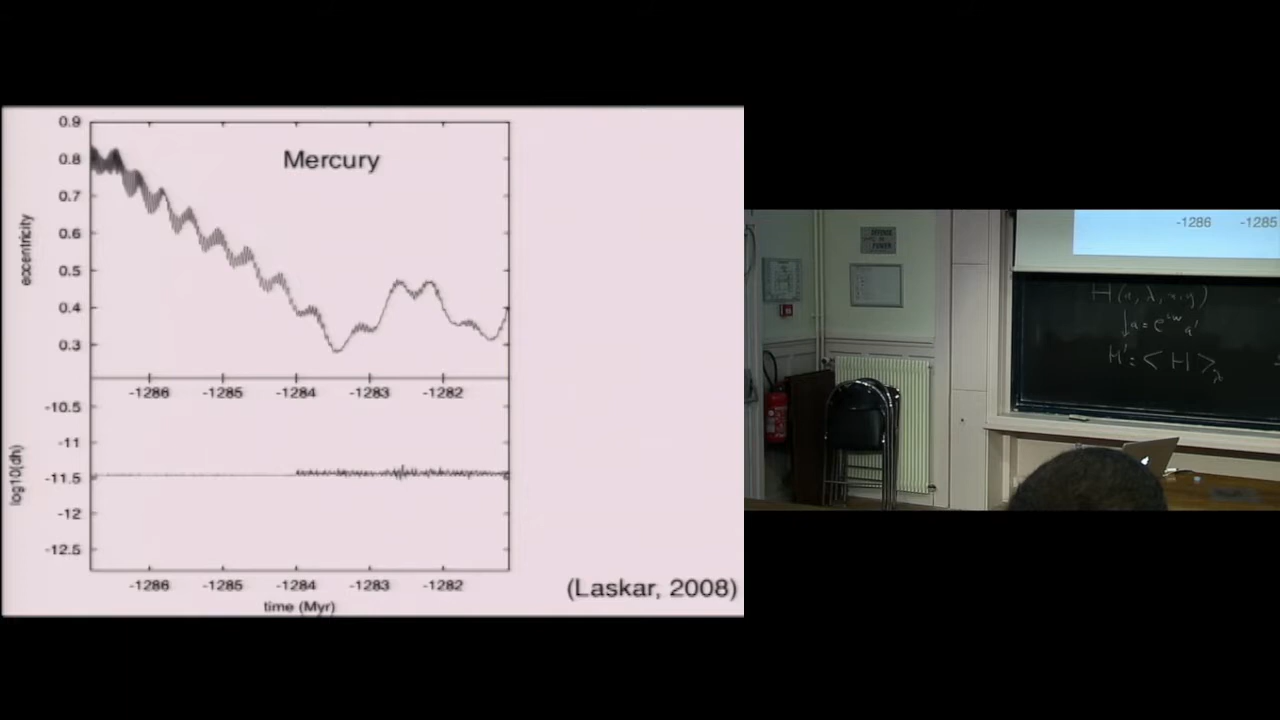 Mercury
0.9
0.8
0.7
0.6
0.5
0.4
0.3
eccentricity
-1286 -1285 -1284 -1283 -1282
-10.5
-11
-11.5
-12
-12.5
log10(dh)
-1286 -1285 -1284 -1283 -1282
time (Myr)
(Laskar, 2008)
-1286 -1285
H(a, λ, x, y)
H' = < H >λ